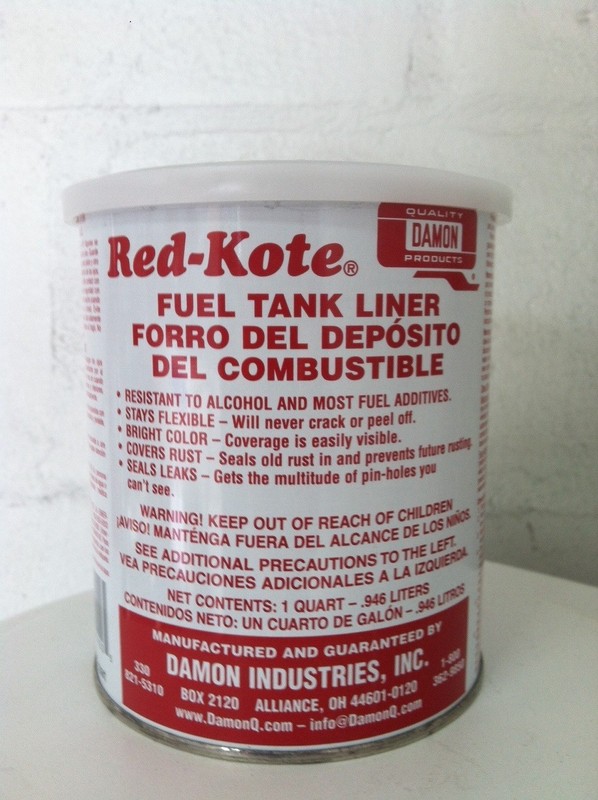 QUALITY
DAMON
PRODUCTS
Red-Kote®
FUEL TANK LINER
FORRO DEL DEPÓSITO
DEL COMBUSTIBLE
• RESISTANT TO ALCOHOL AND MOST FUEL ADDITIVES.
• STAYS FLEXIBLE – Will never crack or peel off.
• BRIGHT COLOR – Coverage is easily visible.
• COVERS RUST – Seals old rust in and prevents future rusting.
• SEALS LEAKS – Gets the multitude of pin-holes you
can't see.
WARNING! KEEP OUT OF REACH OF CHILDREN
¡AVISO! MANTÉNGA FUERA DEL ALCANCE DE LOS NIÑOS.
SEE ADDITIONAL PRECAUTIONS TO THE LEFT.
VEA PRECAUCIONES ADICIONALES A LA IZQUIERDA.
NET CONTENTS: 1 QUART – .946 LITERS
CONTENIDOS NETO: UN CUARTO DE GALÓN – .946 LITROS
MANUFACTURED AND GUARANTEED BY
DAMON INDUSTRIES, INC.
330
821-5310
BOX 2120 ALLIANCE, OH 44601-0120
1-800
362-9850
www.DamonQ.com – info@DamonQ.com